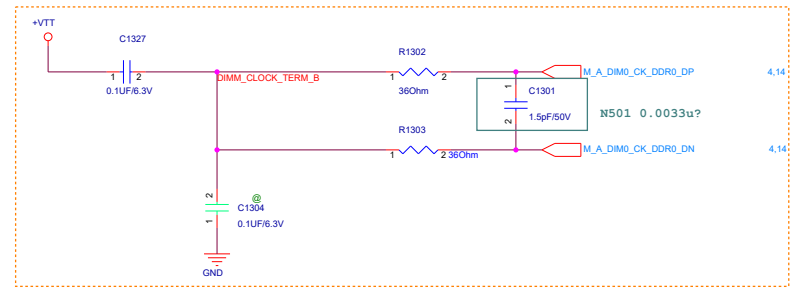 +VTT
C1327
1 2
0.1UF/6.3V
DIMM_CLOCK_TERM_B
R1302
1 2
36Ohm
M_A_DIM0_CK_DDR0_DP 4,14
1
C1301
1.5pF/50V
2
N501 0.0033u?
R1303
1 2 36Ohm
M_A_DIM0_CK_DDR0_DN 4,14
2
@
C1304
1
0.1UF/6.3V
GND